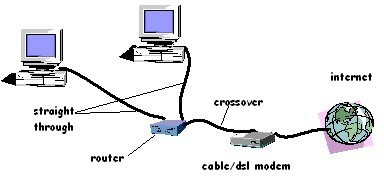 internet
crossover
straight
through
router
cable/dsl modem